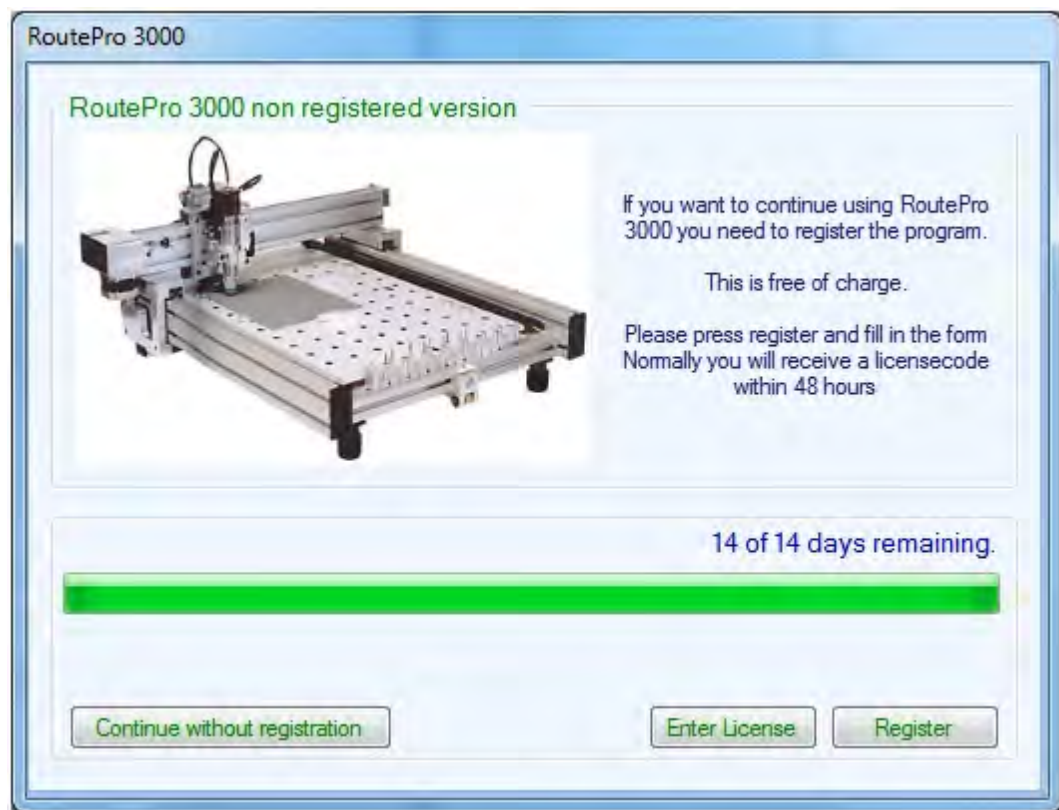 RoutePro 3000
RoutePro 3000 non registered version
If you want to continue using RoutePro
3000 you need to register the program.
This is free of charge.
Please press register and fill in the form
Normally you will receive a licensecode
within 48 hours
14 of 14 days remaining.
Continue without registration
Enter License
Register